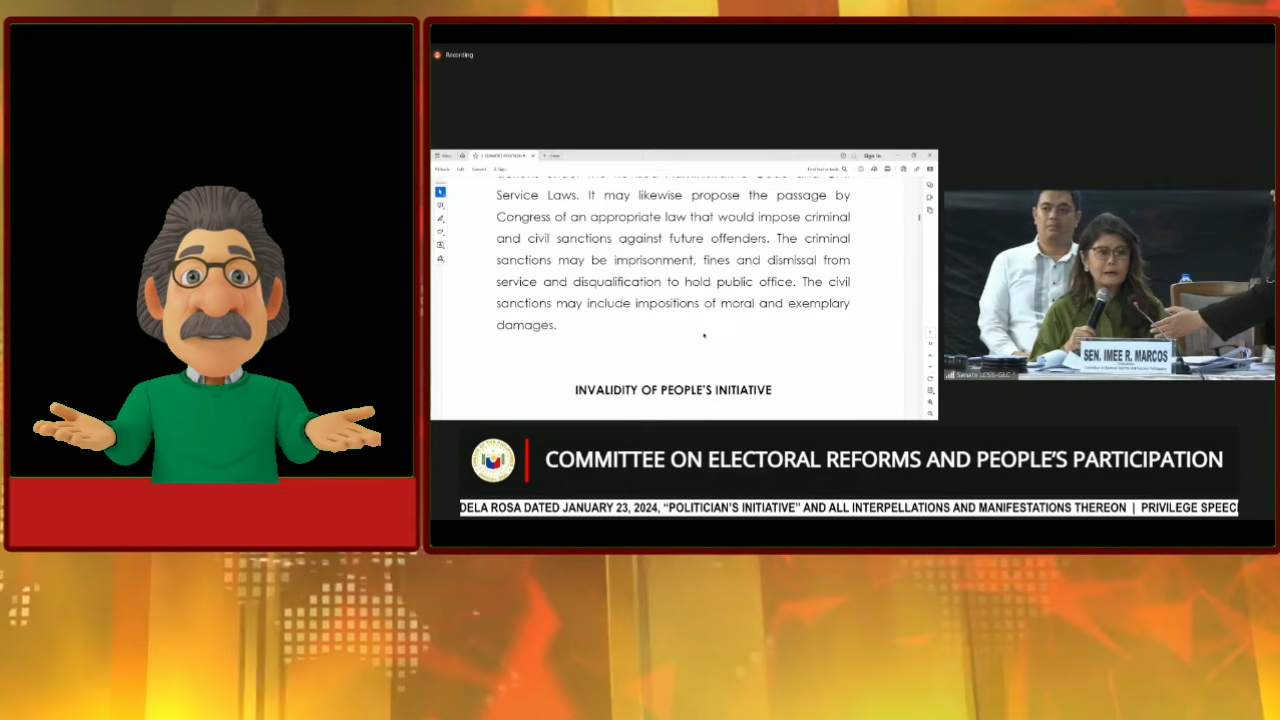 Recording
Sign in
Service Laws. It may likewise propose the passage by
Congress of an appropriate law that would impose criminal
and civil sanctions against future offenders. The criminal
sanctions may be imprisonment, fines and dismissal from
service and disqualification to hold public office. The civil
sanctions may include impositions of moral and exemplary
damages.
INVALIDITY OF PEOPLE'S INITIATIVE
SEN. IMEE R. MARCOS
COMMITTEE ON ELECTORAL REFORMS AND PEOPLE'S PARTICIPATION
DELA ROSA DATED JANUARY 23, 2024, “POLITICIAN'S INITIATIVE” AND ALL INTERPELLATIONS AND MANIFESTATIONS THEREON | PRIVILEGE SPEEC